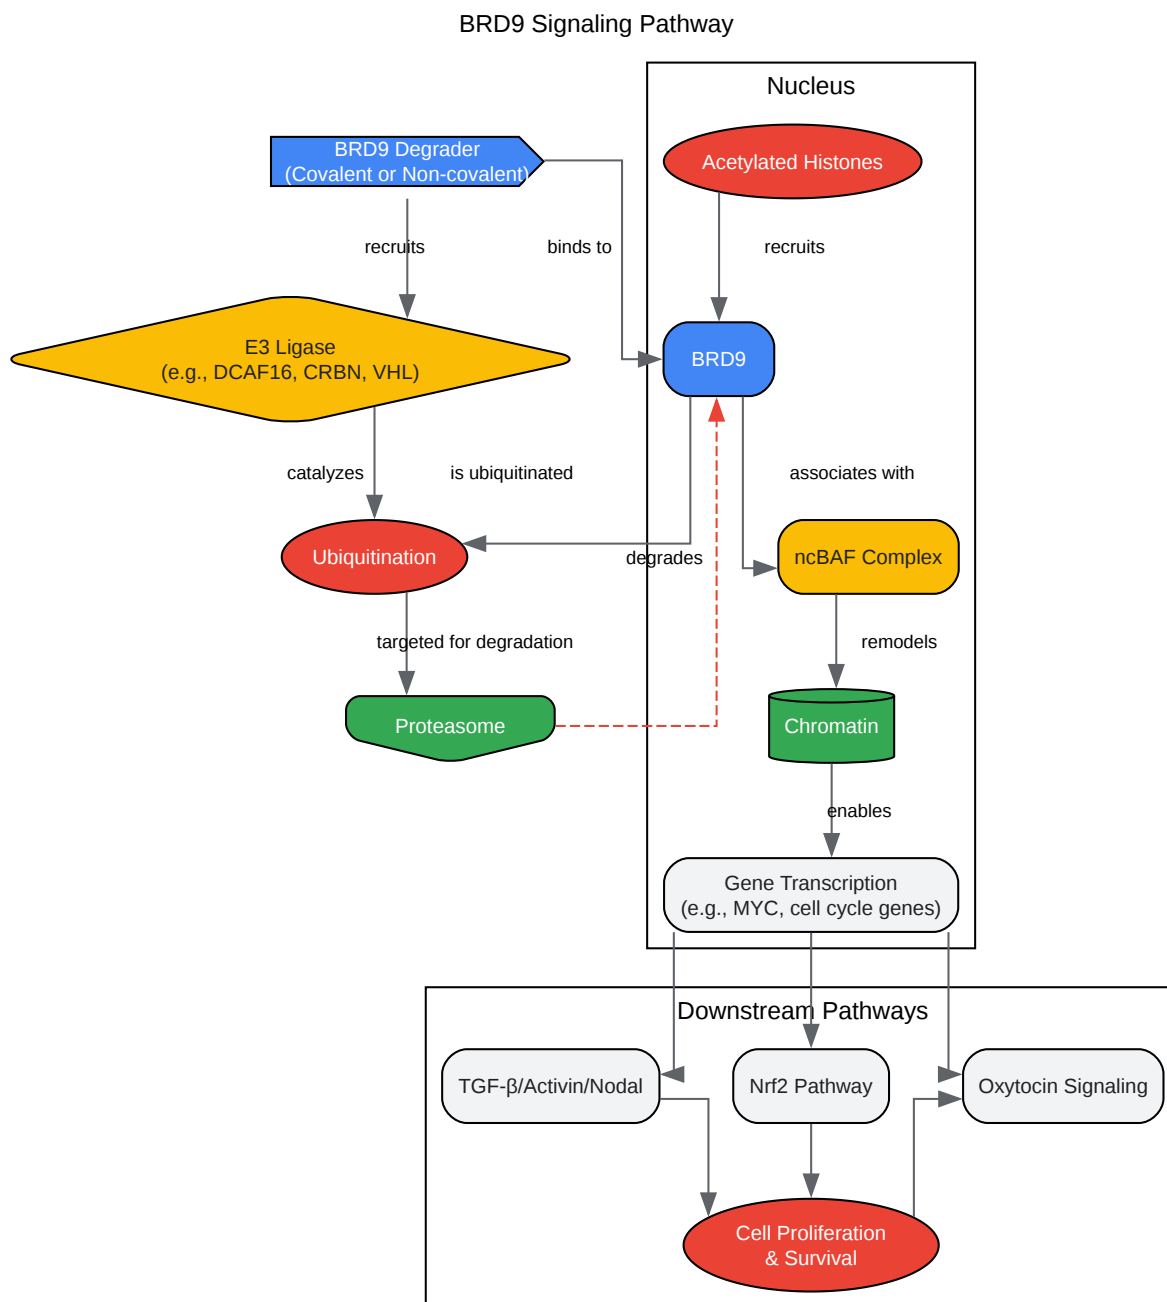 BRD9 Signaling Pathway
Nucleus
BRD9 Degrader
(Covalent or Non-covalent)
Acetylated Histones
recruits
binds to
recruits
E3 Ligase
(e.g., DCAF16, CRBN, VHL)
BRD9
catalyzes
is ubiquitinated
associates with
Ubiquitination
degrades
ncBAF Complex
targeted for degradation
remodels
Proteasome
Chromatin
enables
Gene Transcription
(e.g., MYC, cell cycle genes)
Downstream Pathways
TGF-β/Activin/Nodal
Nrf2 Pathway
Oxytocin Signaling
Cell Proliferation
& Survival